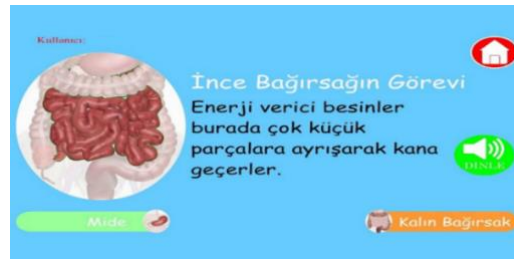 Kullanıcı:
İnce Bağırsağın Görevi
Enerji verici besinler
burada çok küçük
parçalara ayrışarak kana
geçerler.
DİNLE
Mide
Kalın Bağırsak